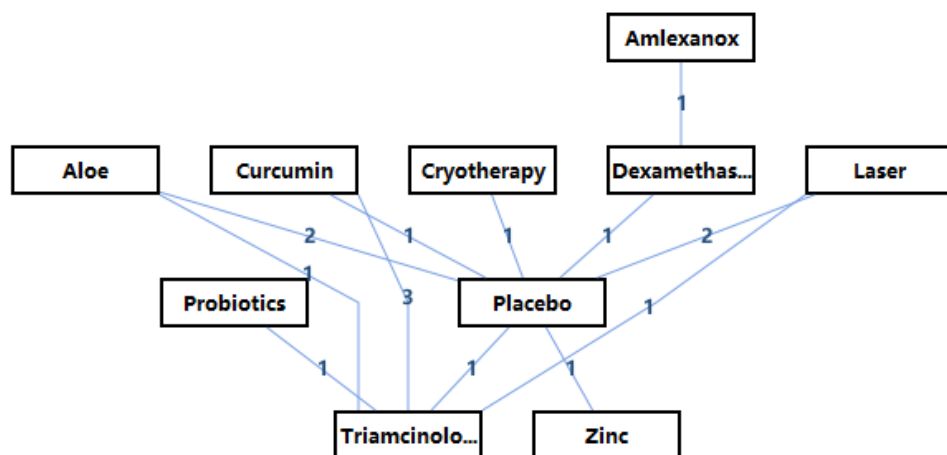 Amlexanox
1
Aloe
Curcumin
Cryotherapy
Dexamethas...
Laser
2
1
1
1
2
1
3
1
Probiotics
Placebo
1
1
1
Triamcinolo...
Zinc